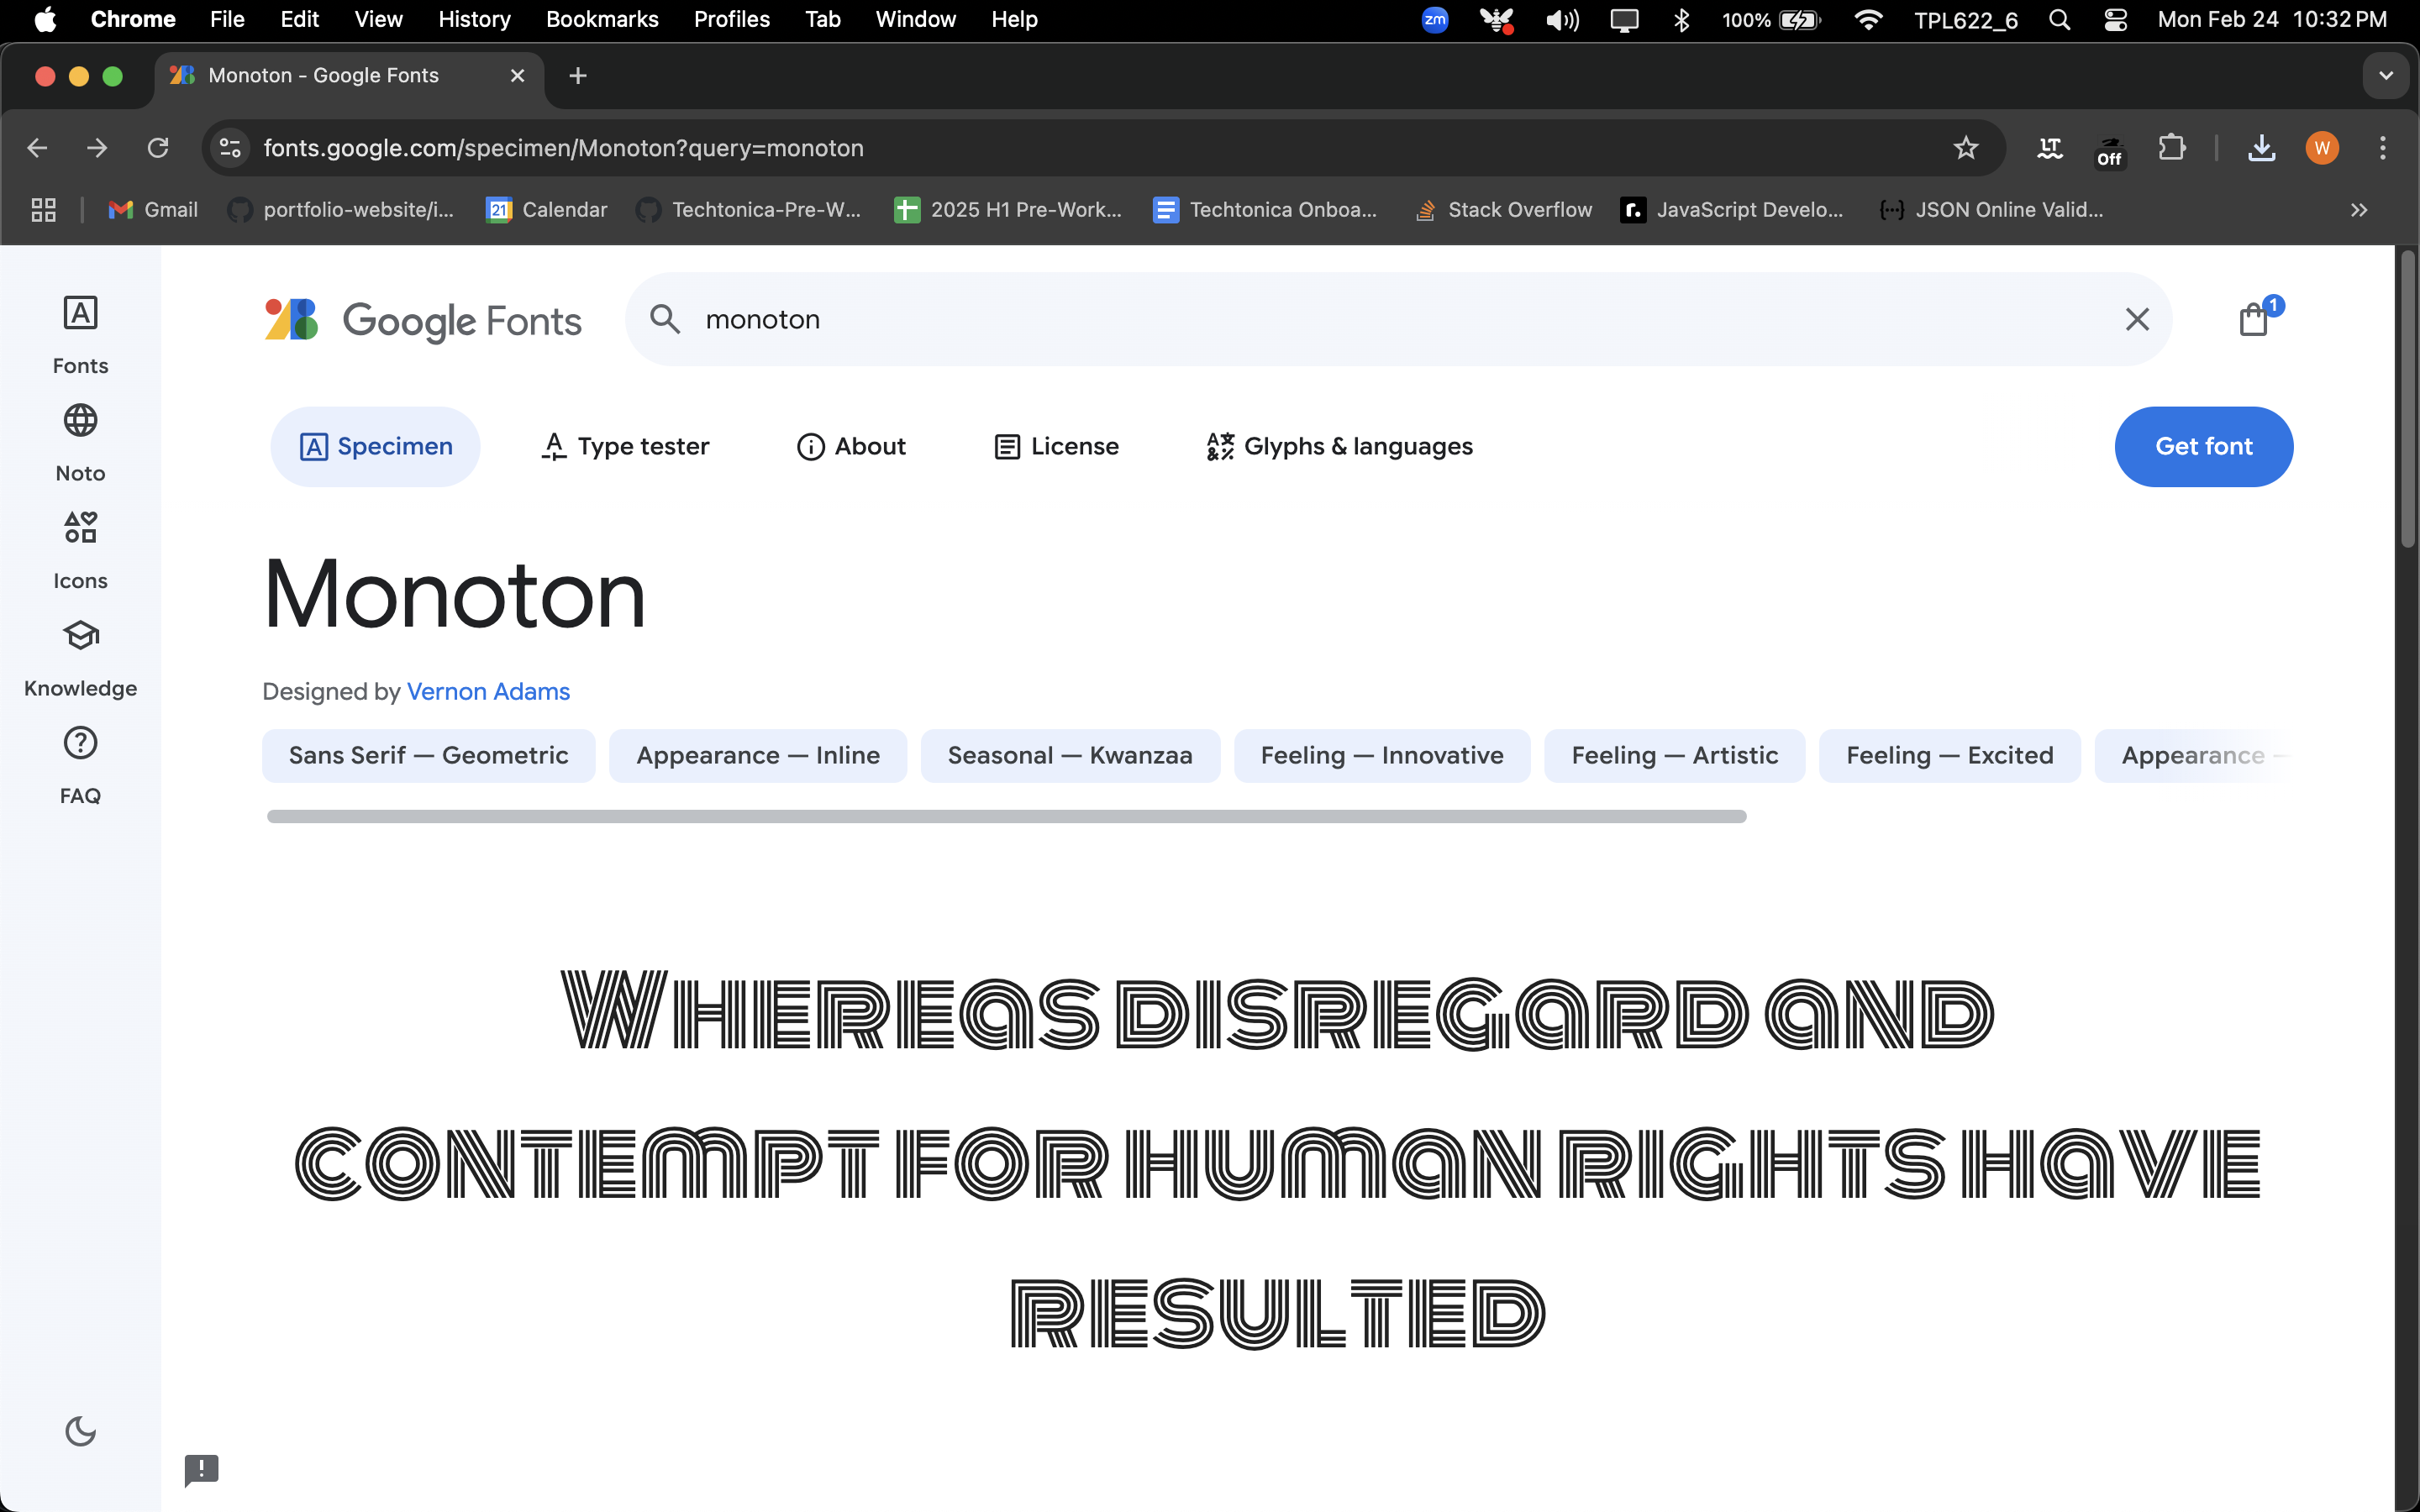 Chrome File Edit View History Bookmarks Profiles Tab Window Help zm 100% TPL622_6 Mon Feb 24 10:32 PM
Monoton - Google Fonts
fonts.google.com/specimen/Monoton?query=monoton LT Off W
Gmail portfolio-website/i... 21 Calendar Techtonica-Pre-W... 2025 H1 Pre-Work... Techtonica Onboa... Stack Overflow r. JavaScript Develo... JSON Online Valid...
Google Fonts monoton 1
Fonts
Noto
Icons
Knowledge
FAQ
Specimen Type tester About License Glyphs & languages Get font
Monoton
Designed by Vernon Adams
Sans Serif — Geometric Appearance — Inline Seasonal — Kwanzaa Feeling — Innovative Feeling — Artistic Feeling — Excited Appearance —
Whereas disregard and
contempt for human rights have
resulted